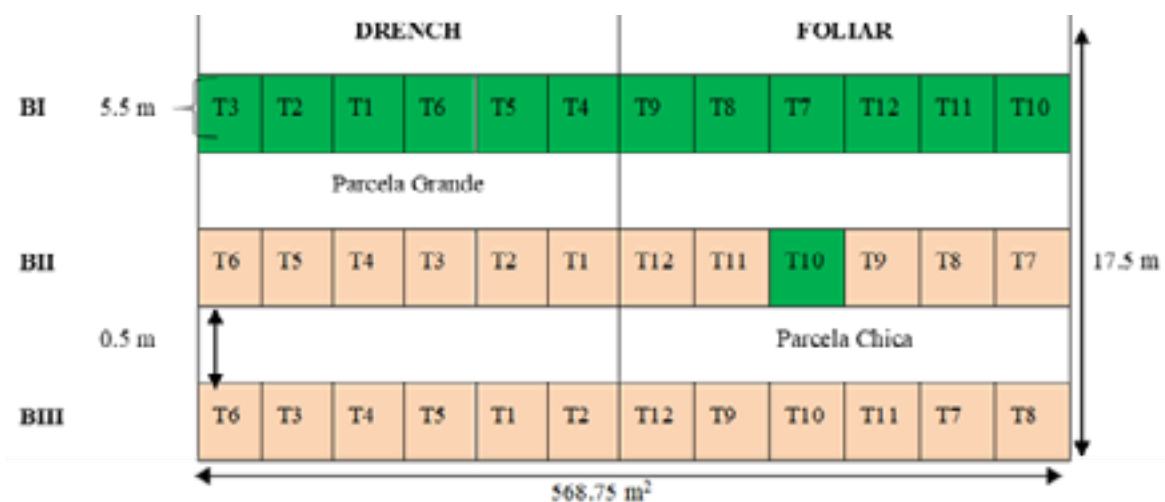 DRENCH FOLIAR
BI 5.5 m T3 T2 T1 T6 T5 T4 T9 T8 T7 T12 T11 T10
Parcela Grande
BII T6 T5 T4 T3 T2 T1 T12 T11 T10 T9 T8 T7 17.5 m
0.5 m Parcela Chica
BIII T6 T3 T4 T5 T1 T2 T12 T9 T10 T11 T7 T8
568.75 m²